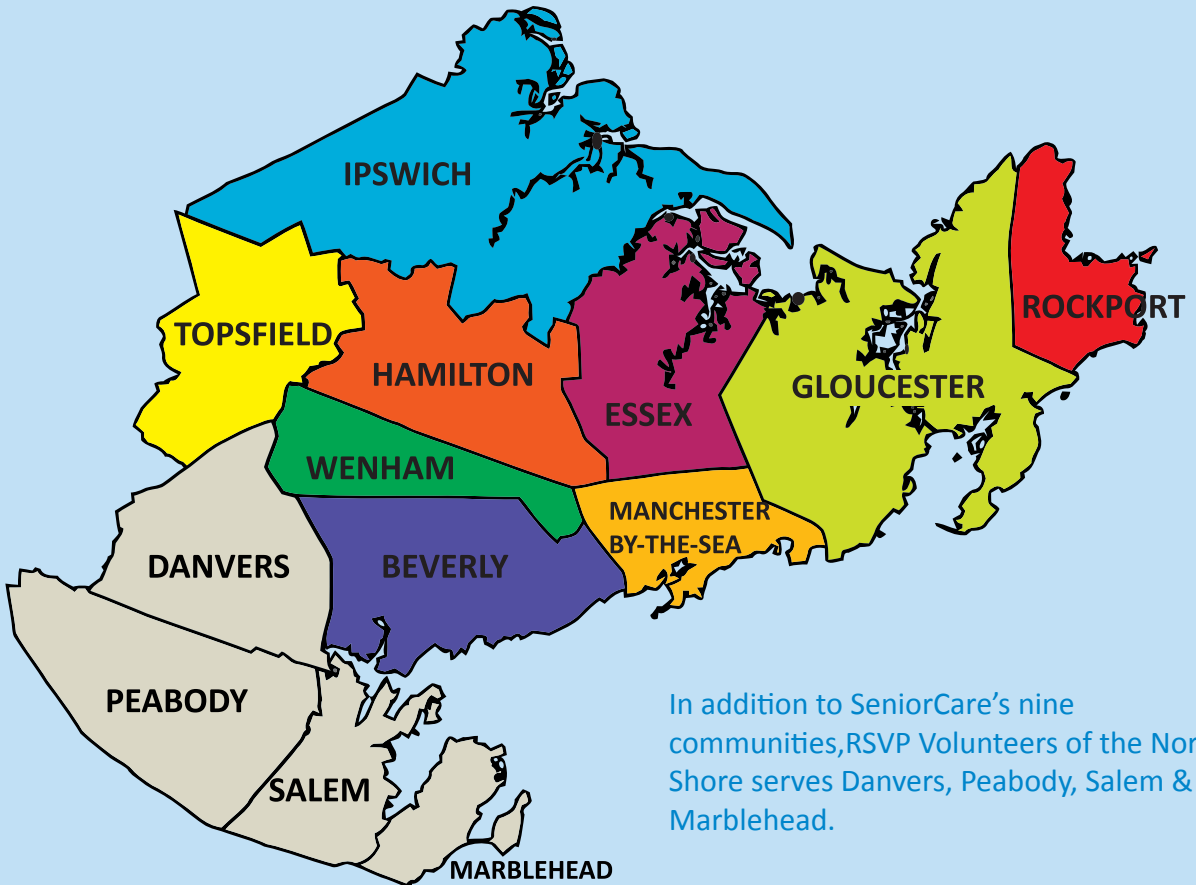 IPSWICH
TOPSFIELD
ROCKPORT
HAMILTON
GLOUCESTER
ESSEX
WENHAM
MANCHESTER
BY-THE-SEA
DANVERS
BEVERLY
PEABODY
SALEM
MARBLEHEAD
In addition to SeniorCare’s nine
communities,RSVP Volunteers of the Nor
Shore serves Danvers, Peabody, Salem &
Marblehead.